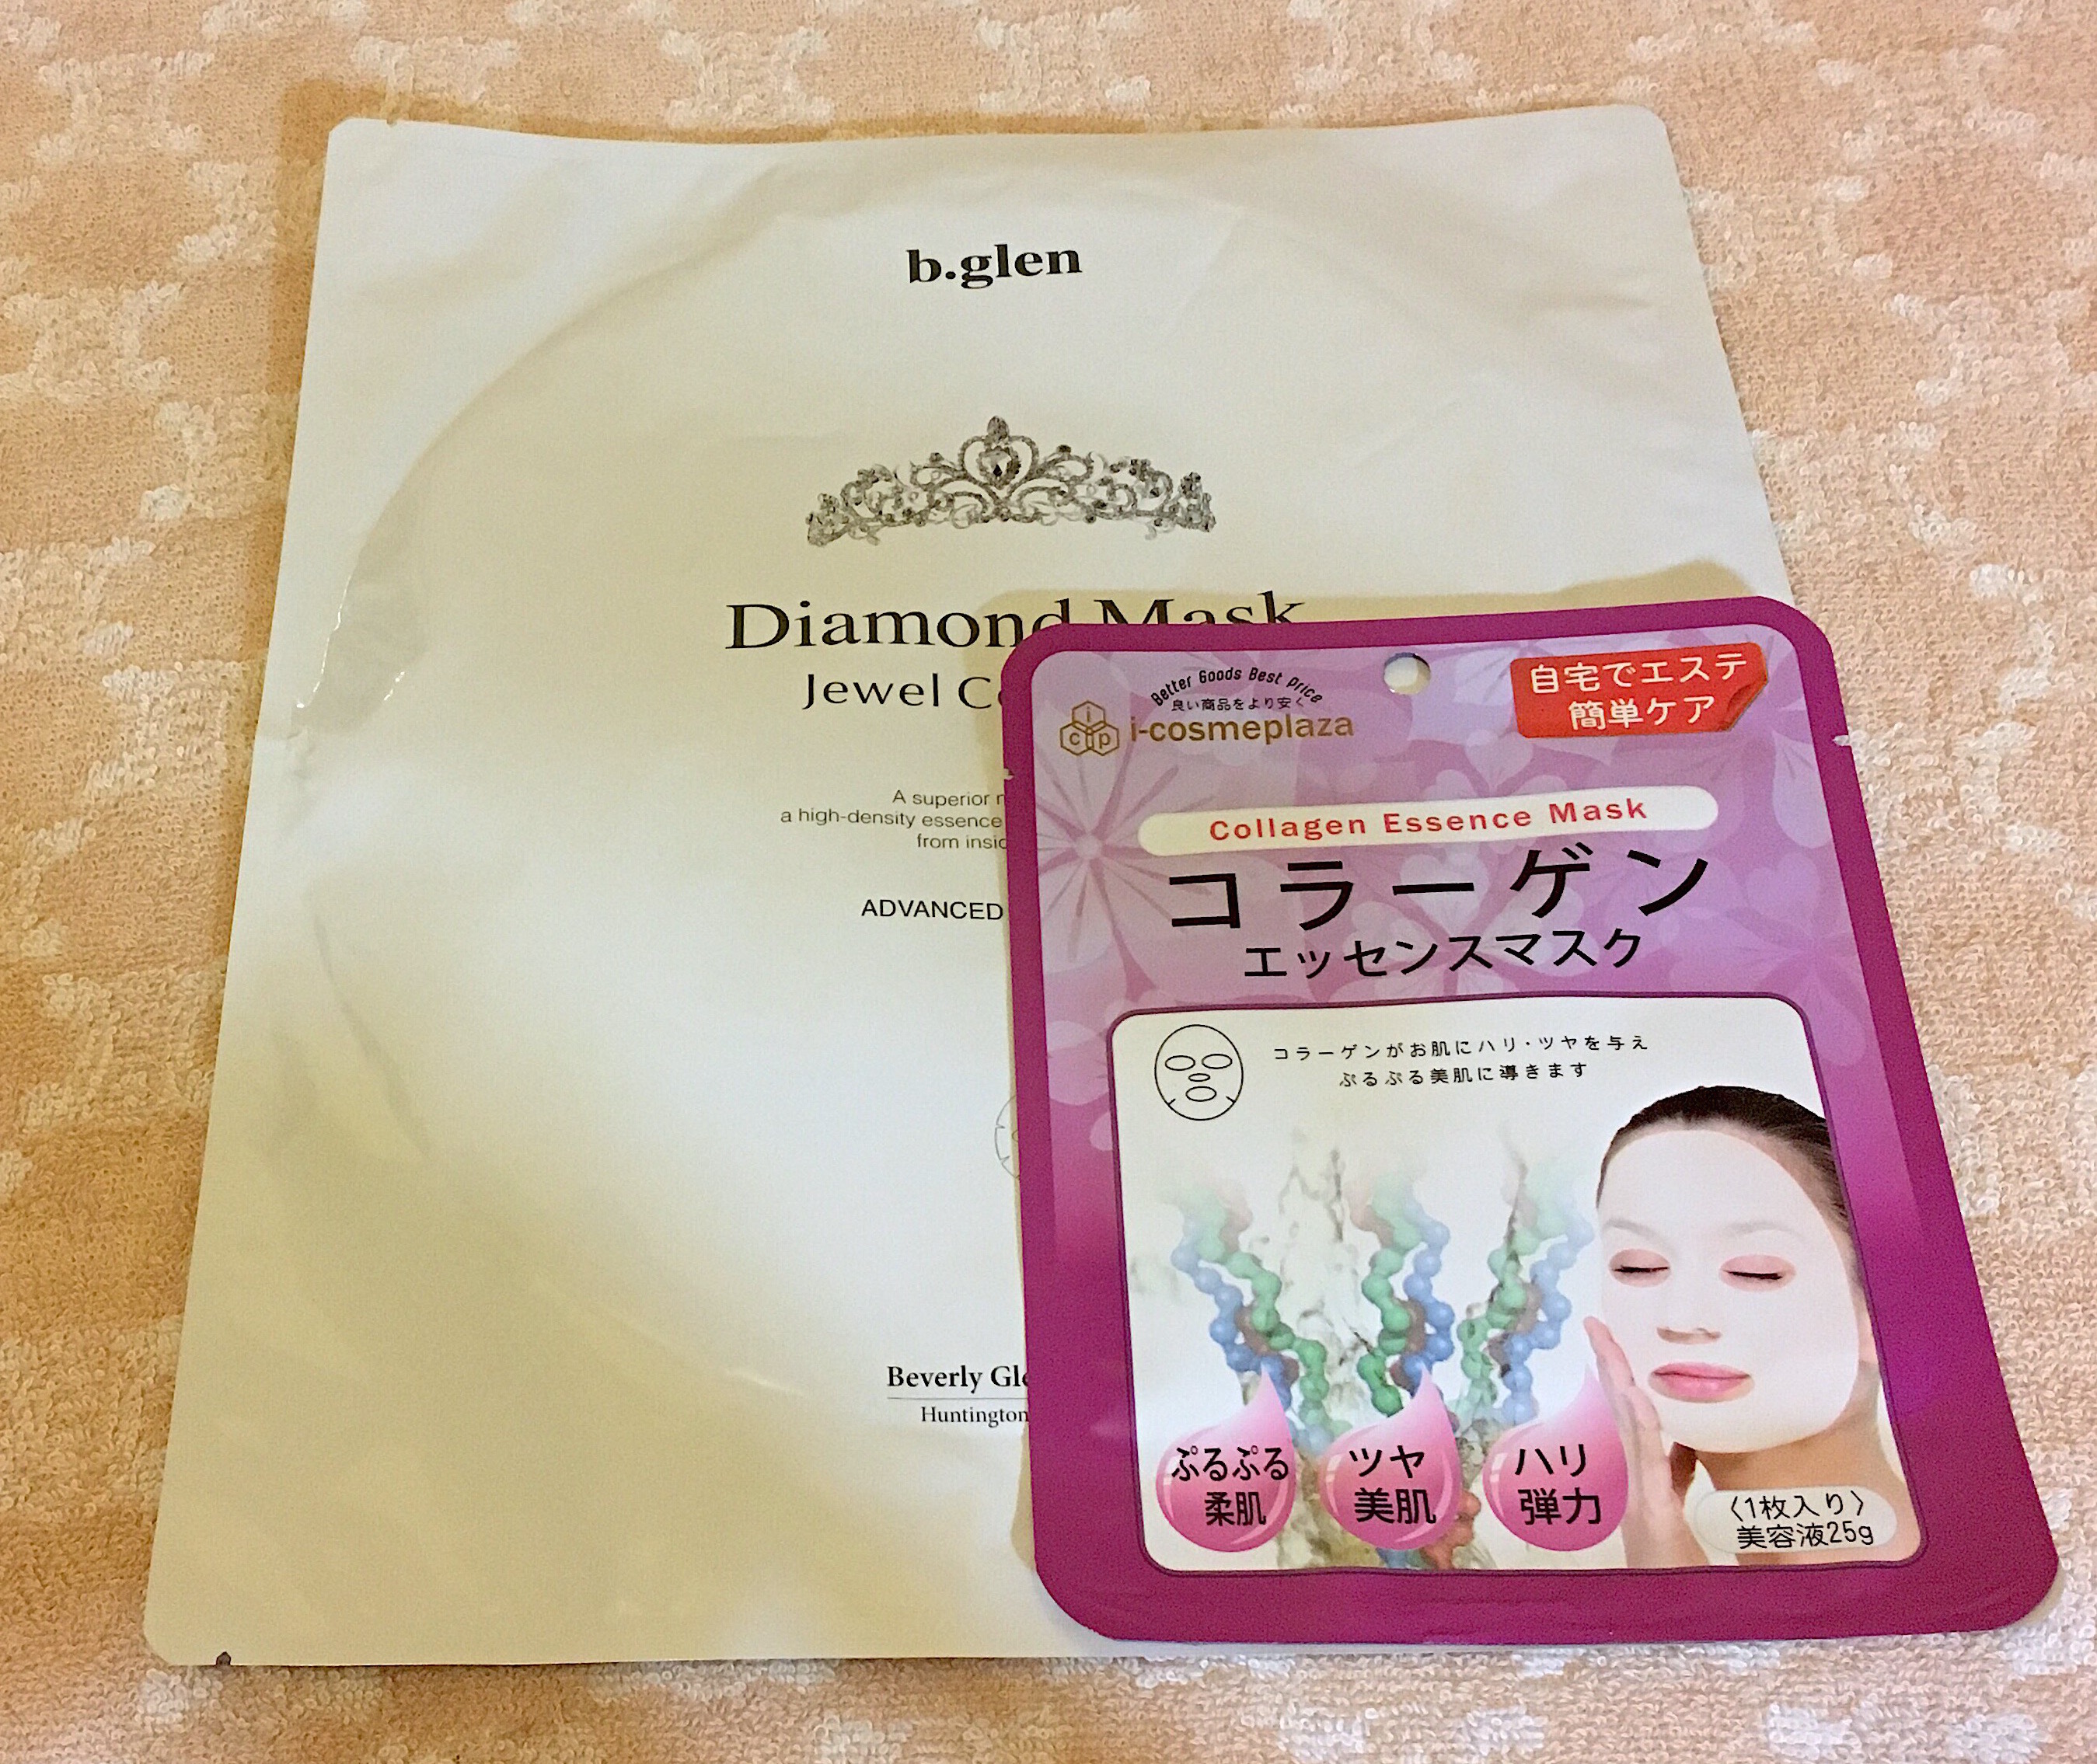 b.glen
Diamond Mask
Jewel
A superior
a high-density essence
from
ADVANCED
Beverly
Huntington
Better Goods Best Price
良い商品をより安く
icp i-cosmeplaza
自宅でエステ
簡単ケア
Collagen Essence Mask
コラーゲン
エッセンスマスク
コラーゲンがお肌にハリ・ツヤを与え
ぷるぷる美肌に導きます
ぷるぷる
柔肌
ツヤ
美肌
ハリ
弾力
〈1枚入り〉
美容液25g